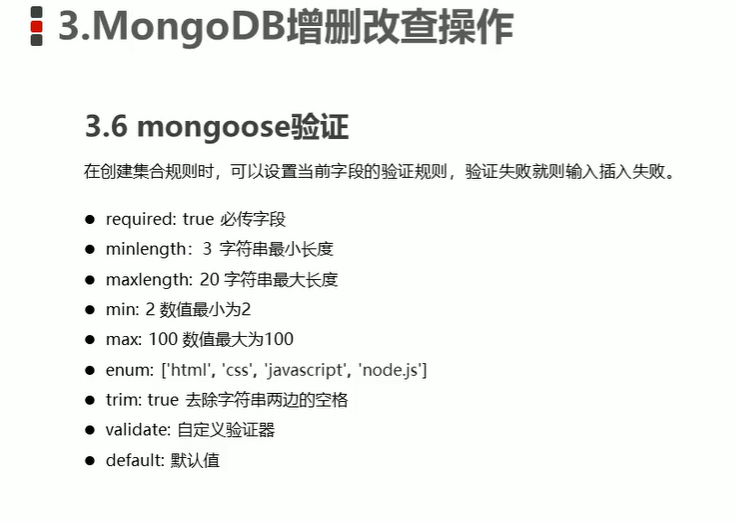 3.MongoDB增删改查操作
3.6 mongoose验证
在创建集合规则时，可以设置当前字段的验证规则，验证失败就则输入插入失败。
● required: true 必传字段
● minlength：3 字符串最小长度
● maxlength: 20 字符串最大长度
● min: 2 数值最小为2
● max: 100 数值最大为100
● enum: ['html', 'css', 'javascript', 'node.js']
● trim: true 去除字符串两边的空格
● validate: 自定义验证器
● default: 默认值